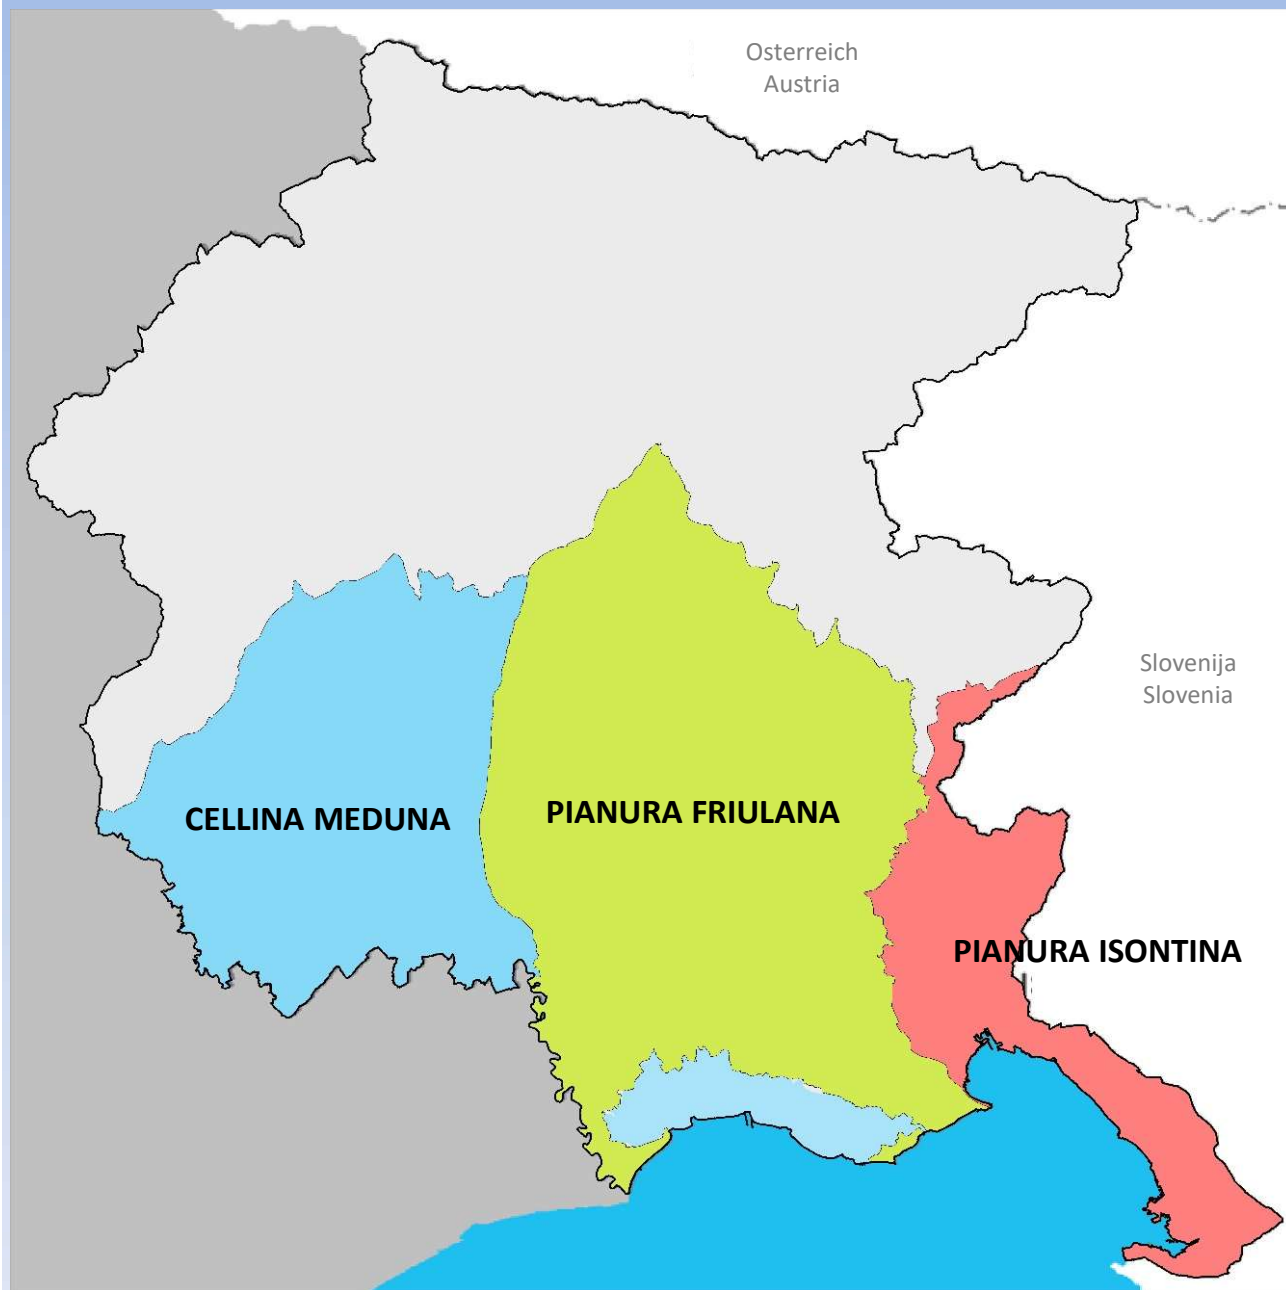 Osterreich
Austria
Slovenija
Slovenia
CELLINA MEDUNA
PIANURA FRIULANA
PIANURA ISONTINA